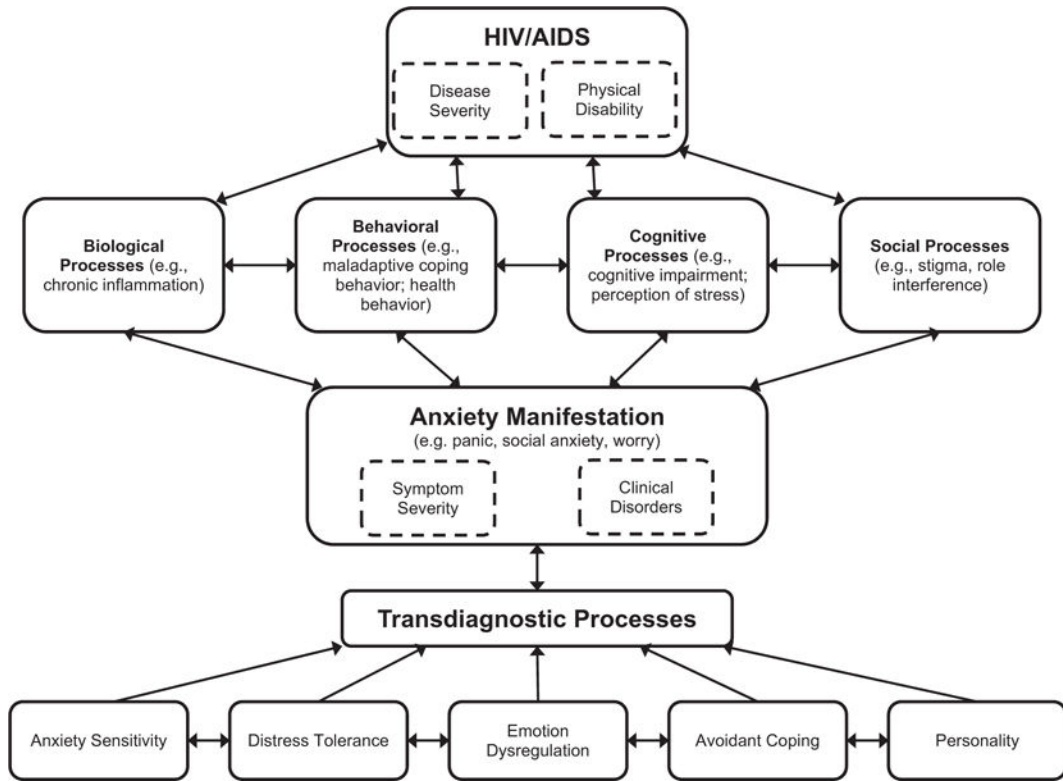 HIV/AIDS
Disease
Severity
Physical
Disability
Biological
Processes (e.g.,
chronic inflammation)
Behavioral
Processes (e.g.,
maladaptive coping
behavior; health
behavior)
Cognitive
Processes (e.g.,
cognitive impairment;
perception of stress)
Social Processes
(e.g., stigma, role
interference)
Anxiety Manifestation
(e.g. panic, social anxiety, worry)
Symptom
Severity
Clinical
Disorders
Transdiagnostic Processes
Anxiety Sensitivity
Distress Tolerance
Emotion
Dysregulation
Avoidant Coping
Personality